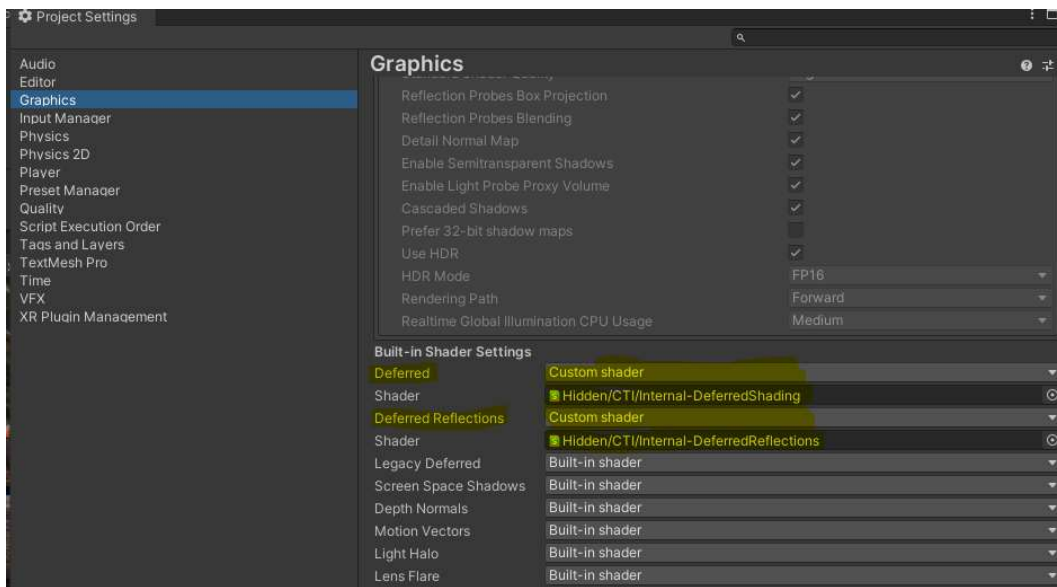 Project Settings
Audio
Editor
Graphics
Input Manager
Physics
Physics 2D
Player
Preset Manager
Quality
Script Execution Order
Tags and Layers
TextMesh Pro
Time
VFX
XR Plugin Management
Graphics
Reflection Probes Box Projection
Reflection Probes Blending
Detail Normal Map
Enable Semitransparent Shadows
Enable Light Probe Proxy Volume
Cascaded Shadows
Prefer 32-bit shadow maps
Use HDR
HDR Mode FP16
Rendering Path Forward
Realtime Global Illumination CPU Usage Medium
Built-in Shader Settings
Deferred Custom shader
Shader Hidden/CTI/Internal-DeferredShading
Deferred Reflections Custom shader
Shader Hidden/CTI/Internal-DeferredReflections
Legacy Deferred Built-in shader
Screen Space Shadows Built-in shader
Depth Normals Built-in shader
Motion Vectors Built-in shader
Light Halo Built-in shader
Lens Flare Built-in shader